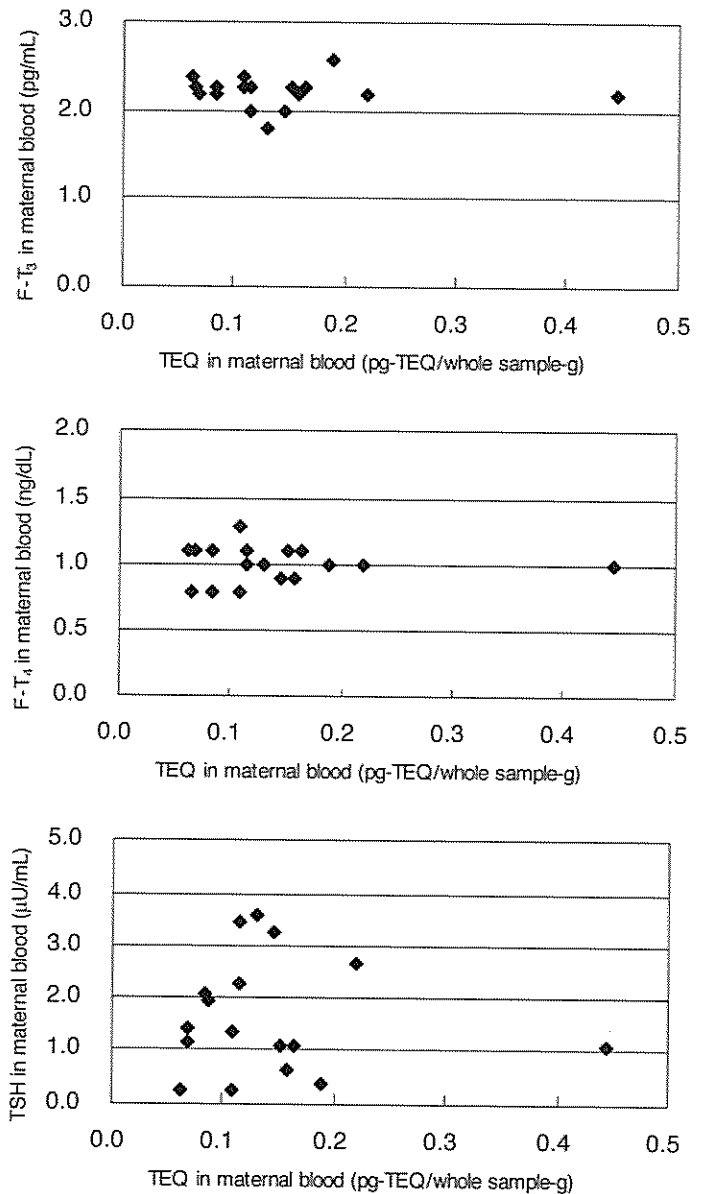 F-T₃ in maternal blood (pg/mL)
3.0
2.0
1.0
0.0
0.0 0.1 0.2 0.3 0.4 0.5
TEQ in maternal blood (pg-TEQ/whole sample-g)
F-T₄ in maternal blood (ng/dL)
2.0
1.5
1.0
0.5
0.0
0.0 0.1 0.2 0.3 0.4 0.5
TEQ in maternal blood (pg-TEQ/whole sample-g)
TSH in maternal blood (µU/mL)
5.0
4.0
3.0
2.0
1.0
0.0
0.0 0.1 0.2 0.3 0.4 0.5
TEQ in maternal blood (pg-TEQ/whole sample-g)